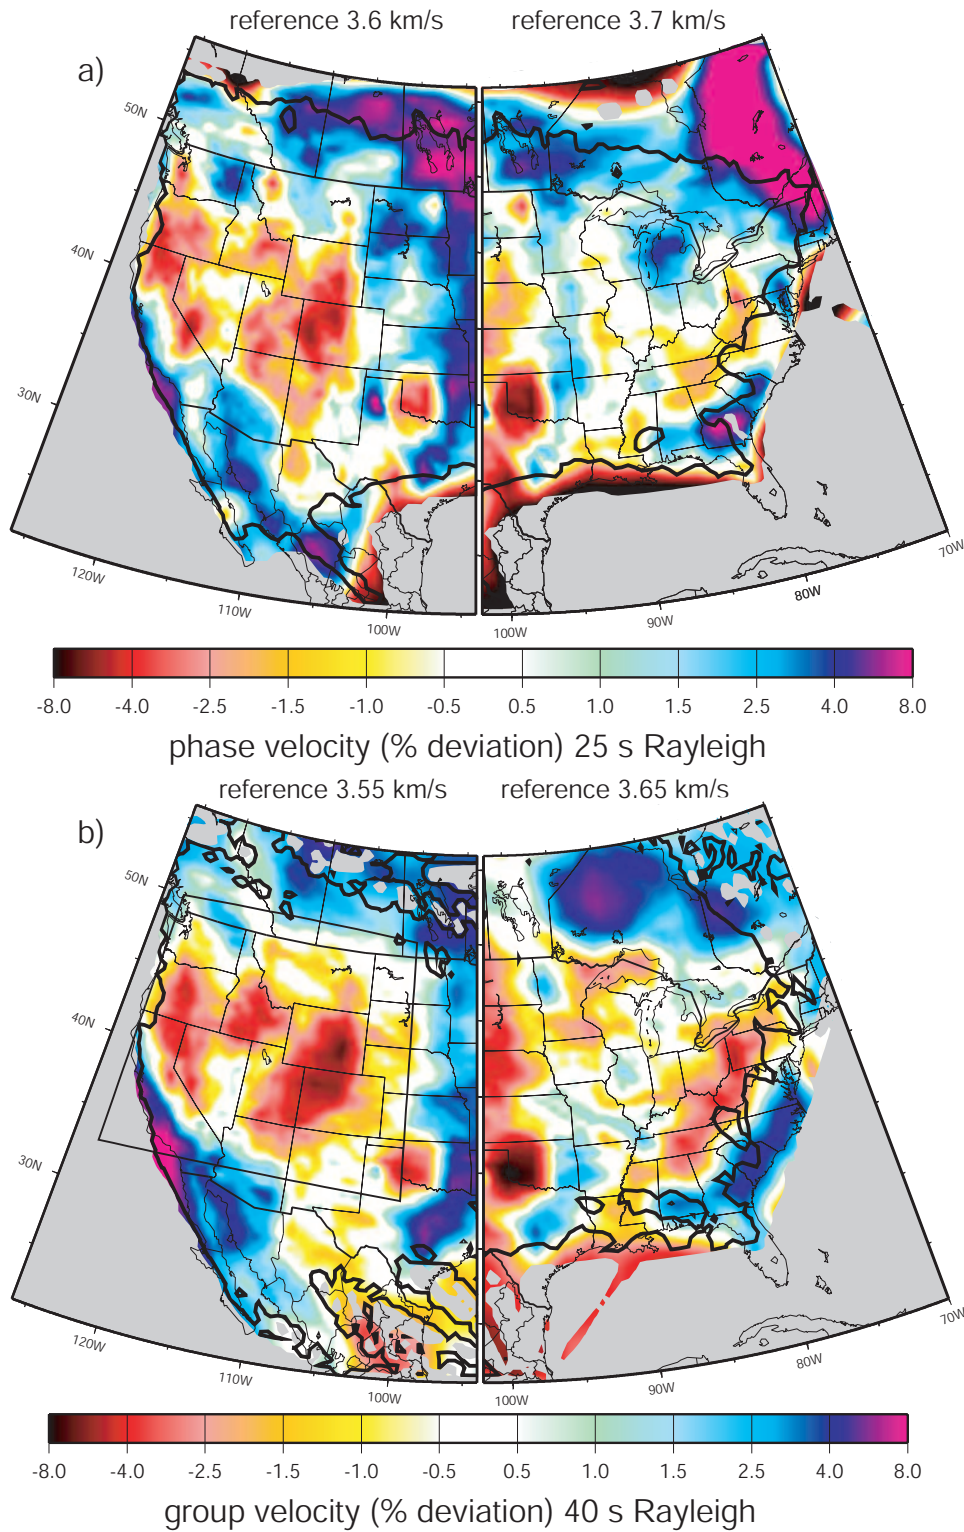 reference 3.6 km/s reference 3.7 km/s
a)
50N
40N
30N
120W
110W
100W
100W
90W
80W
70W
-8.0 -4.0 -2.5 -1.5 -1.0 -0.5 0.5 1.0 1.5 2.5 4.0 8.0
phase velocity (% deviation) 25 s Rayleigh
reference 3.55 km/s reference 3.65 km/s
b)
50N
40N
30N
120W
110W
100W
100W
90W
80W
70W
-8.0 -4.0 -2.5 -1.5 -1.0 -0.5 0.5 1.0 1.5 2.5 4.0 8.0
group velocity (% deviation) 40 s Rayleigh